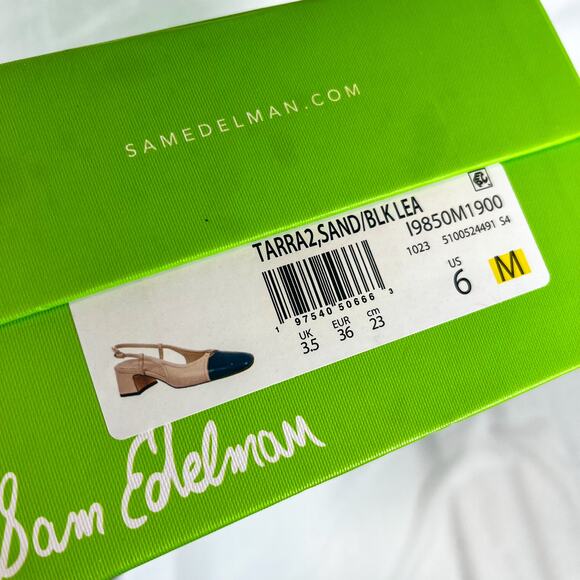 SAMEDELMAN.COM
TARRA2,SAND/BLK LEA
I9850M1900
1023 5100524491 S4
1 97540 50666 3
UK EUR cm
3.5 36 23
US
6 M
Sam Edelman